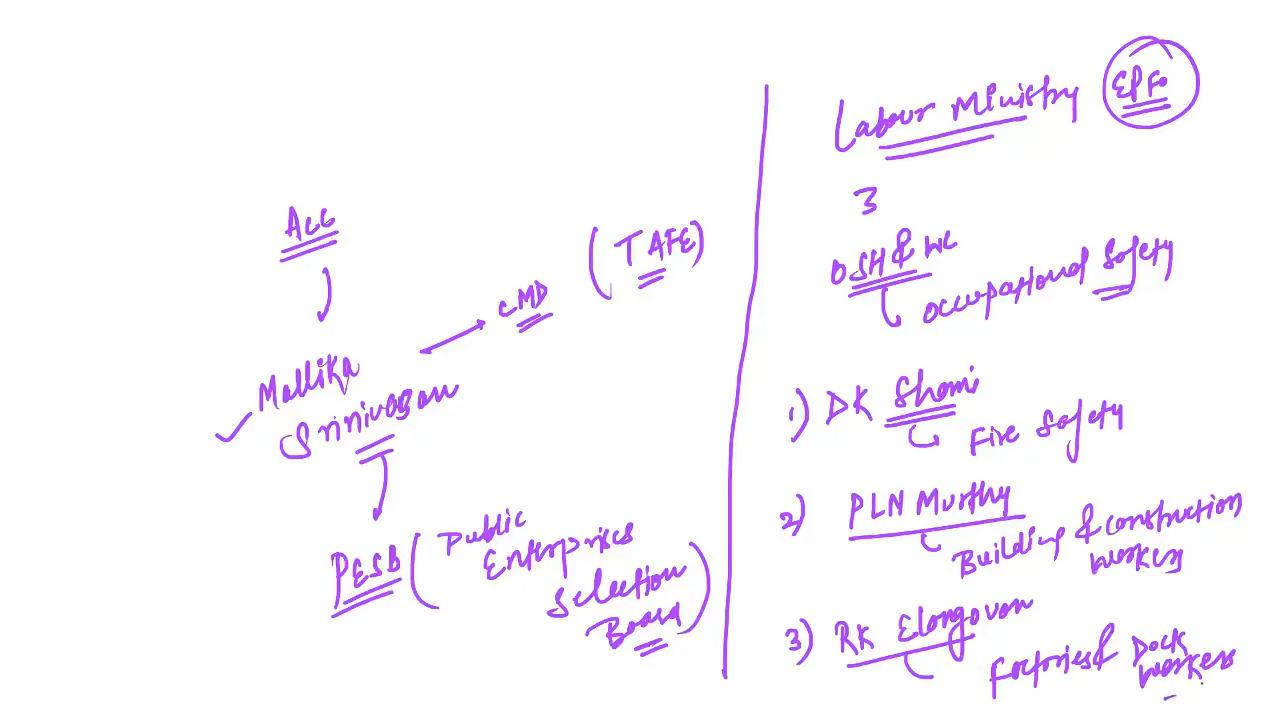 ACC
Mallika
Srinivasan
CMD
(TAFE)
PESB (Public
Enterprises
Selection
Board)
Labour Ministry EPFO
3
OSH & WC
Occupational Safety
1) DK Shami
Fire Safety
2) PLN Murthy
Building & construction
workers
3) RK Elangovan
Factories & Dock
workers